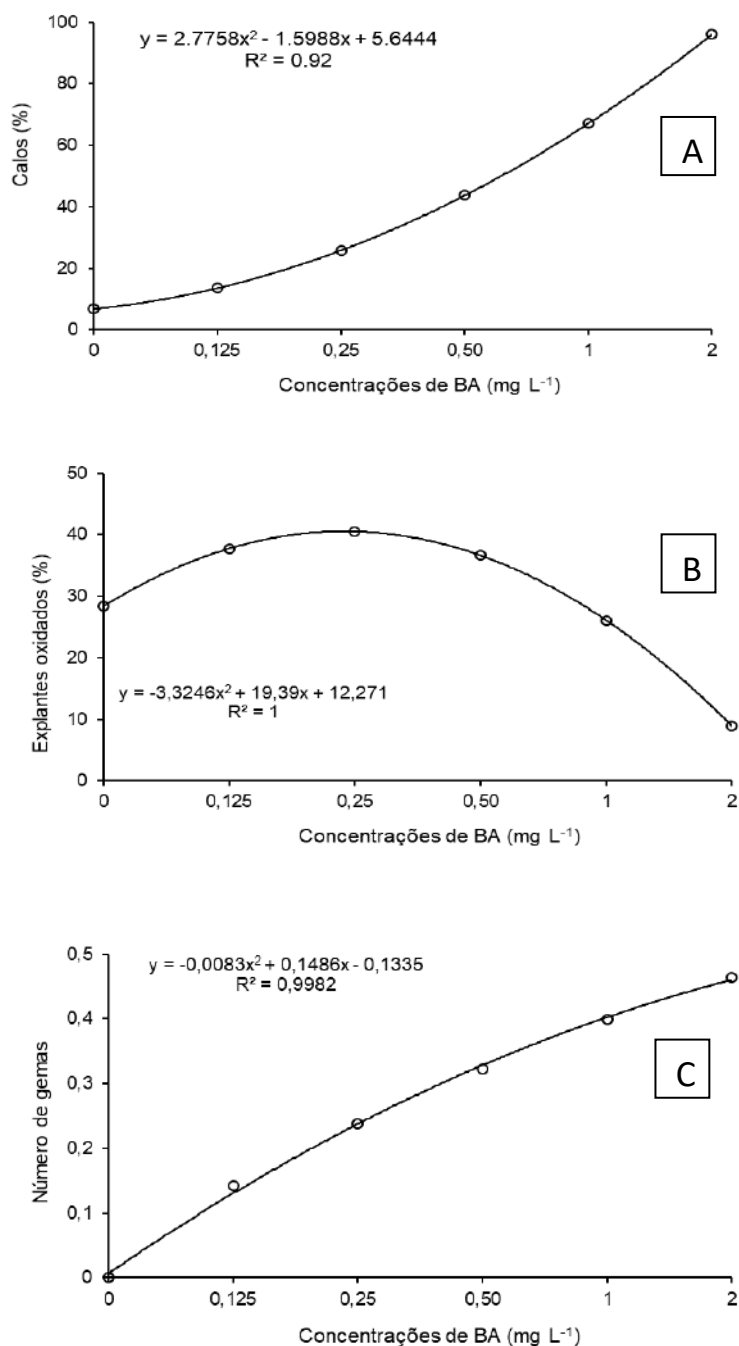 100
80
60
40
20
0
Calos (%)
y = 2.7758x² - 1.5988x + 5.6444
R² = 0.92
A
0 0,125 0,25 0,50 1 2
Concentrações de BA (mg L⁻¹)
50
40
30
20
10
0
Explantes oxidados (%)
B
y = -3,3246x² + 19,39x + 12,271
R² = 1
0 0,125 0,25 0,50 1 2
Concentrações de BA (mg L⁻¹)
0,5
0,4
0,3
0,2
0,1
0
Número de gemas
y = -0,0083x² + 0,1486x - 0,1335
R² = 0,9982
C
0 0,125 0,25 0,50 1 2
Concentrações de BA (mg L⁻¹)